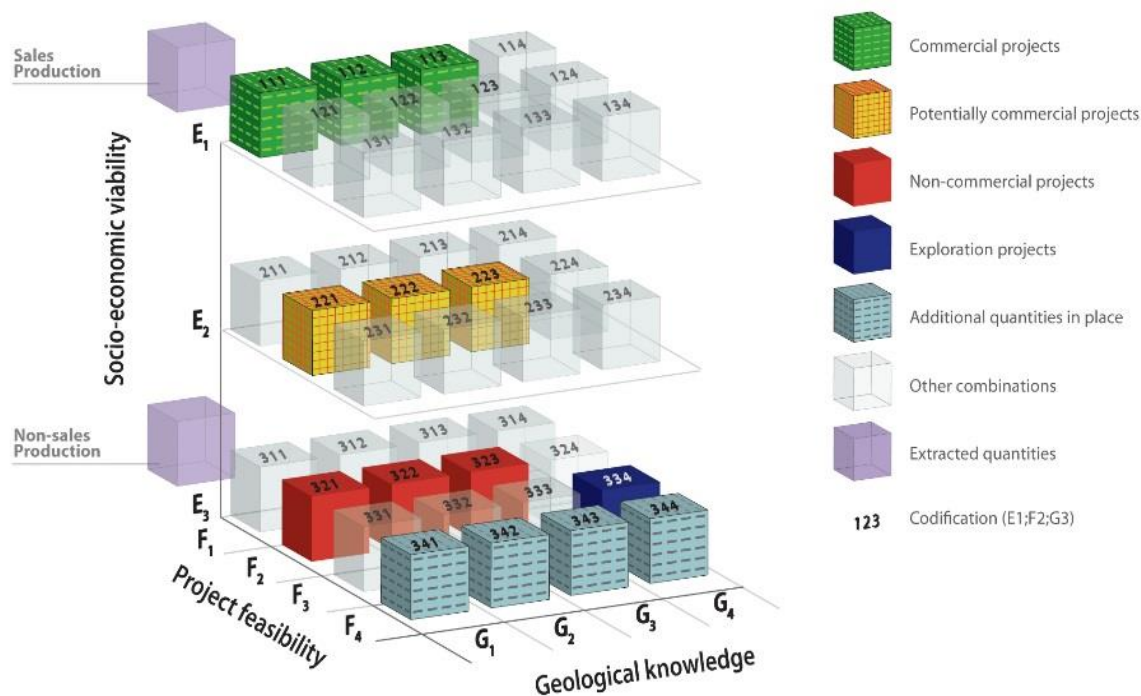 Sales
Production
111
112
113
114
121
122
123
124
131
132
133
134
E1
Socio-economic viability
211
212
213
214
221
222
223
224
231
232
233
234
E2
Non-sales
Production
311
312
313
314
321
322
323
324
331
332
333
334
341
342
343
344
E3
F1
F2
F3
F4
Project feasibility
G1
G2
G3
G4
Geological knowledge
Commercial projects
Potentially commercial projects
Non-commercial projects
Exploration projects
Additional quantities in place
Other combinations
Extracted quantities
123 Codification (E1;F2;G3)